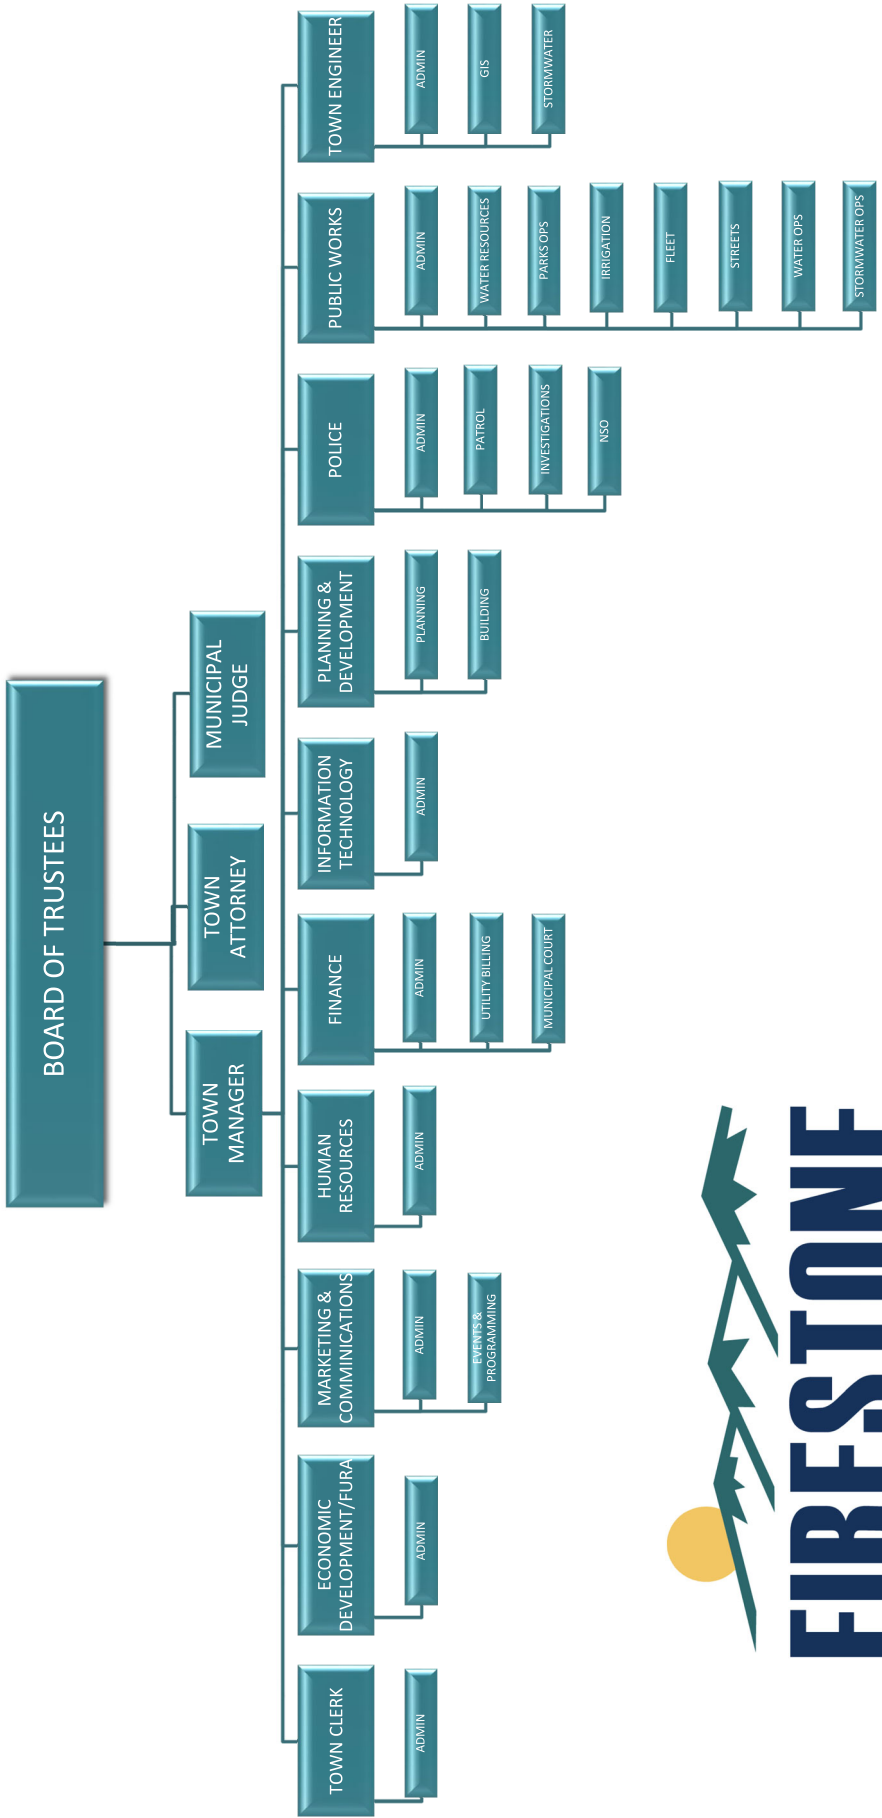 BOARD OF TRUSTEES
TOWN
MANAGER
TOWN
ATTORNEY
MUNICIPAL
JUDGE
TOWN CLERK
ADMIN
ECONOMIC
DEVELOPMENT/FURA
ADMIN
MARKETING &
COMMINICATIONS
ADMIN
EVENTS &
PROGRAMMING
HUMAN
RESOURCES
ADMIN
FINANCE
ADMIN
UTILITY BILLING
MUNICIPAL COURT
INFORMATION
TECHNOLOGY
ADMIN
PLANNING &
DEVELOPMENT
PLANNING
BUILDING
POLICE
ADMIN
PATROL
INVESTIGATIONS
NSO
PUBLIC WORKS
ADMIN
WATER RESOURCES
PARKS OPS
IRRIGATION
FLEET
STREETS
WATER OPS
STORMWATER OPS
TOWN ENGINEER
ADMIN
GIS
STORMWATER
FIRESTONE